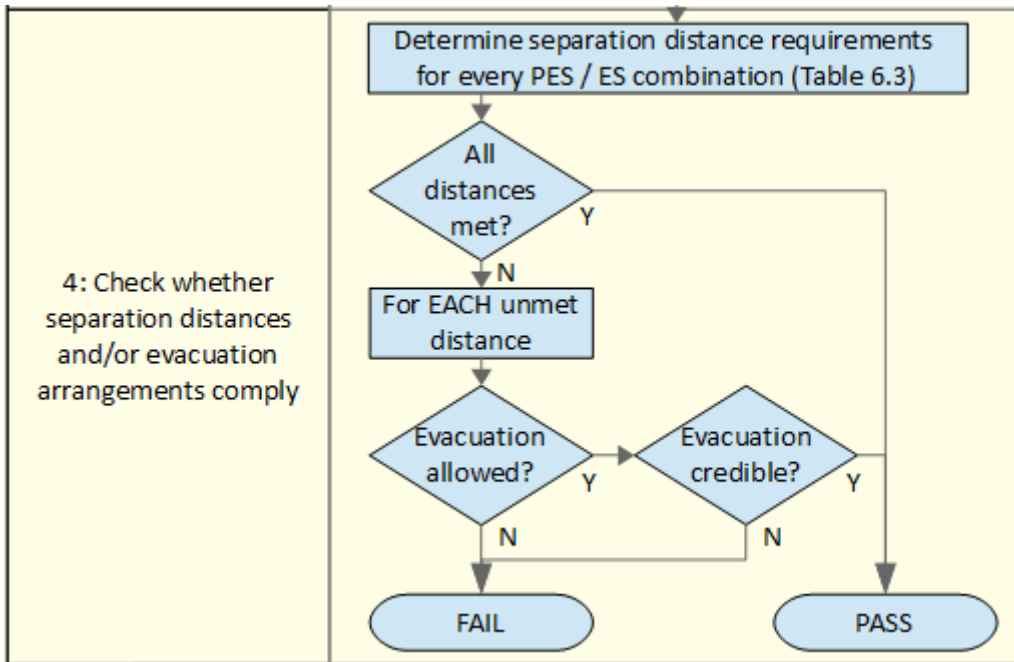 4: Check whether
separation distances
and/or evacuation
arrangements comply
Determine separation distance requirements
for every PES / ES combination (Table 6.3)
All
distances
met?
Y
N
For EACH unmet
distance
Evacuation
allowed?
Y
N
Evacuation
credible?
Y
N
FAIL
PASS